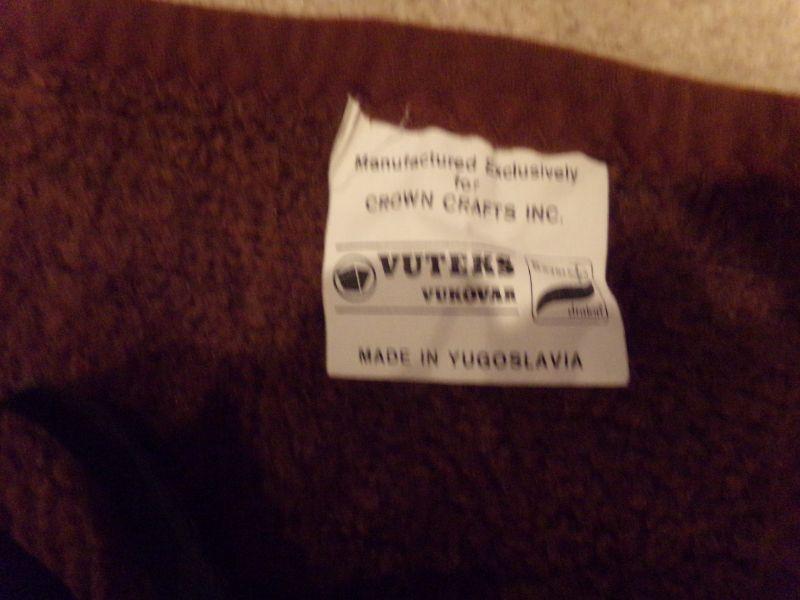 Manufactured Exclusively
for
CROWN CRAFTS INC.
VUTEKS
VUKOVAR
MADE IN YUGOSLAVIA